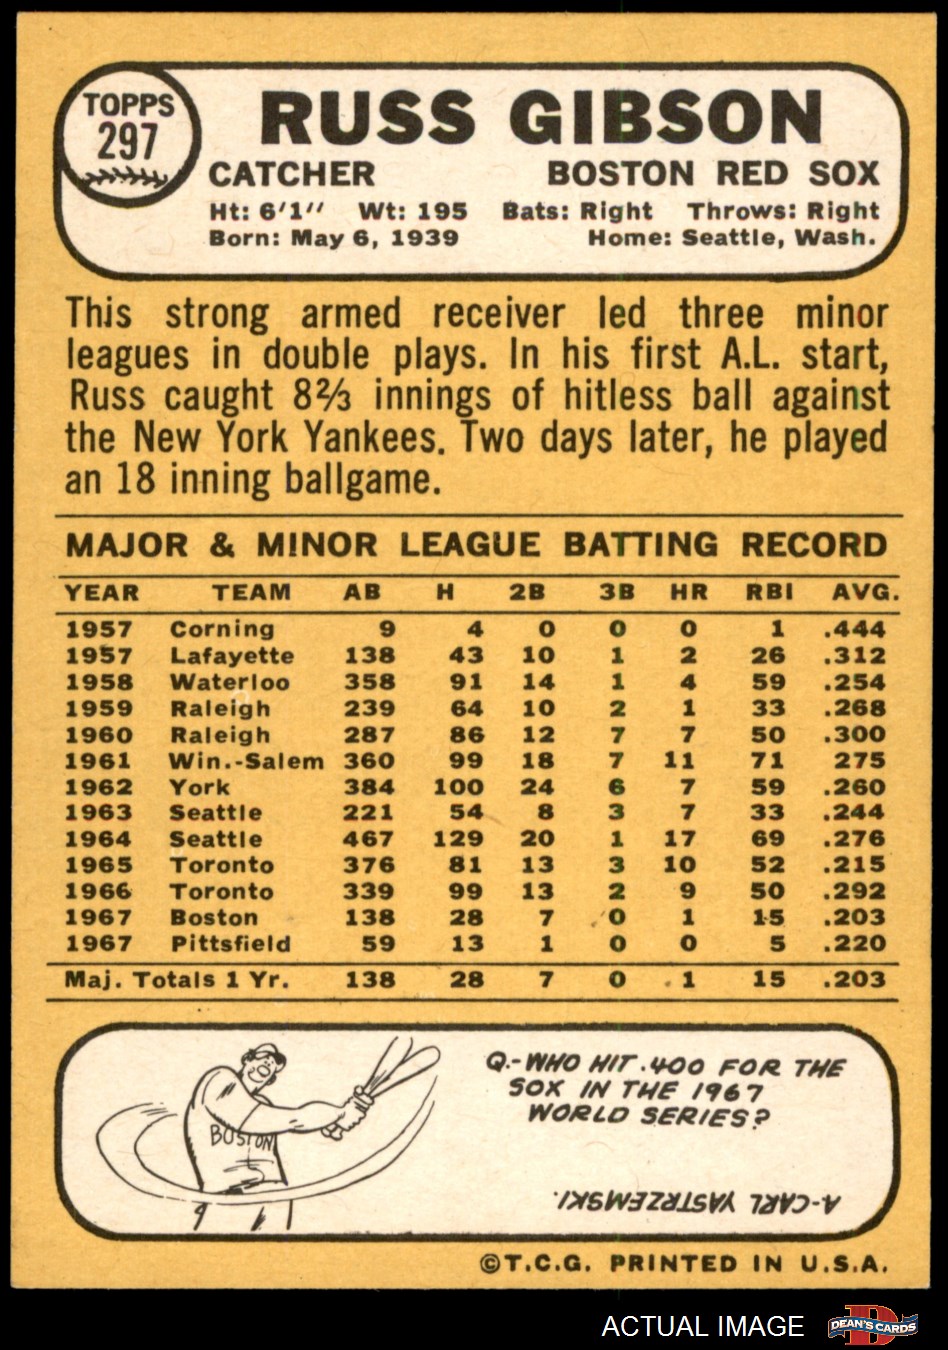 TOPPS
297
RUSS GIBSON
CATCHER BOSTON RED SOX
Ht: 6'1" Wt: 195 Bats: Right Throws: Right
Born: May 6, 1939 Home: Seattle, Wash.
This strong armed receiver led three minor
leagues in double plays. In his first A.L. start,
Russ caught 8⅔ innings of hitless ball against
the New York Yankees. Two days later, he played
an 18 inning ballgame.
MAJOR & MINOR LEAGUE BATTING RECORD
YEAR TEAM AB H 2B 3B HR RBI AVG.
1957 Corning 9 4 0 0 0 1 .444
1957 Lafayette 138 43 10 1 2 26 .312
1958 Waterloo 358 91 14 1 4 59 .254
1959 Raleigh 239 64 10 2 1 33 .268
1960 Raleigh 287 86 12 7 7 50 .300
1961 Win.-Salem 360 99 18 7 11 71 275
1962 York 384 100 24 6 7 59 .260
1963 Seattle 221 54 8 3 7 33 .244
1964 Seattle 467 129 20 1 17 69 .276
1965 Toronto 376 81 13 3 10 52 .215
1966 Toronto 339 99 13 2 9 50 .292
1967 Boston 138 28 7 0 1 15 .203
1967 Pittsfield 59 13 1 0 0 5 .220
Maj. Totals 1 Yr. 138 28 7 0 1 15 .203
BOSTON
Q.-WHO HIT .400 FOR THE
SOX IN THE 1967
WORLD SERIES?
A-CARL YASTRZEMSKI.
©T.C.G. PRINTED IN U.S.A.
ACTUAL IMAGE
D
DEAN'S CARDS